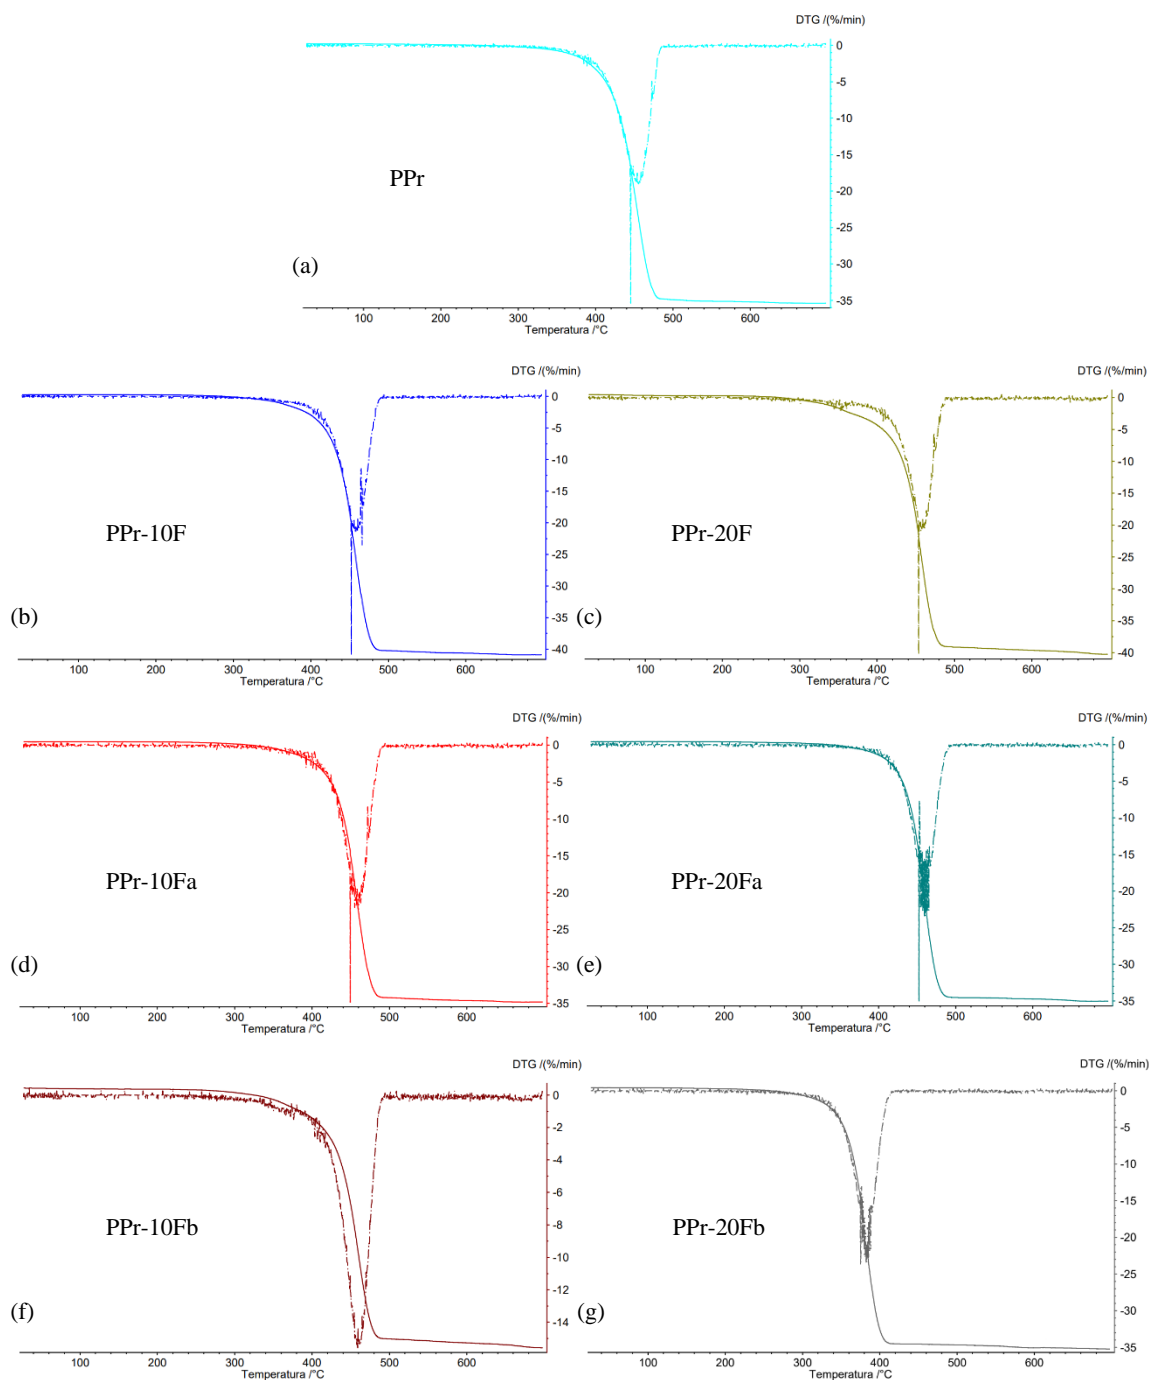 DTG /(%/min)
0
-5
-10
-15
-20
-25
-30
-35
PPr
(a)
100 200 300 400 500 600
Temperatura /°C
DTG /(%/min)
0
-5
-10
-15
-20
-25
-30
-35
-40
PPr-10F
(b)
100 200 300 400 500 600
Temperatura /°C
DTG /(%/min)
0
-5
-10
-15
-20
-25
-30
-35
-40
PPr-20F
(c)
100 200 300 400 500 600
Temperatura /°C
DTG /(%/min)
0
-5
-10
-15
-20
-25
-30
-35
PPr-10Fa
(d)
100 200 300 400 500 600
Temperatura /°C
DTG /(%/min)
0
-5
-10
-15
-20
-25
-30
-35
PPr-20Fa
(e)
100 200 300 400 500 600
Temperatura /°C
DTG /(%/min)
0
-2
-4
-6
-8
-10
-12
-14
PPr-10Fb
(f)
100 200 300 400 500 600
Temperatura /°C
DTG /(%/min)
0
-5
-10
-15
-20
-25
-30
-35
PPr-20Fb
(g)
100 200 300 400 500 600
Temperatura /°C